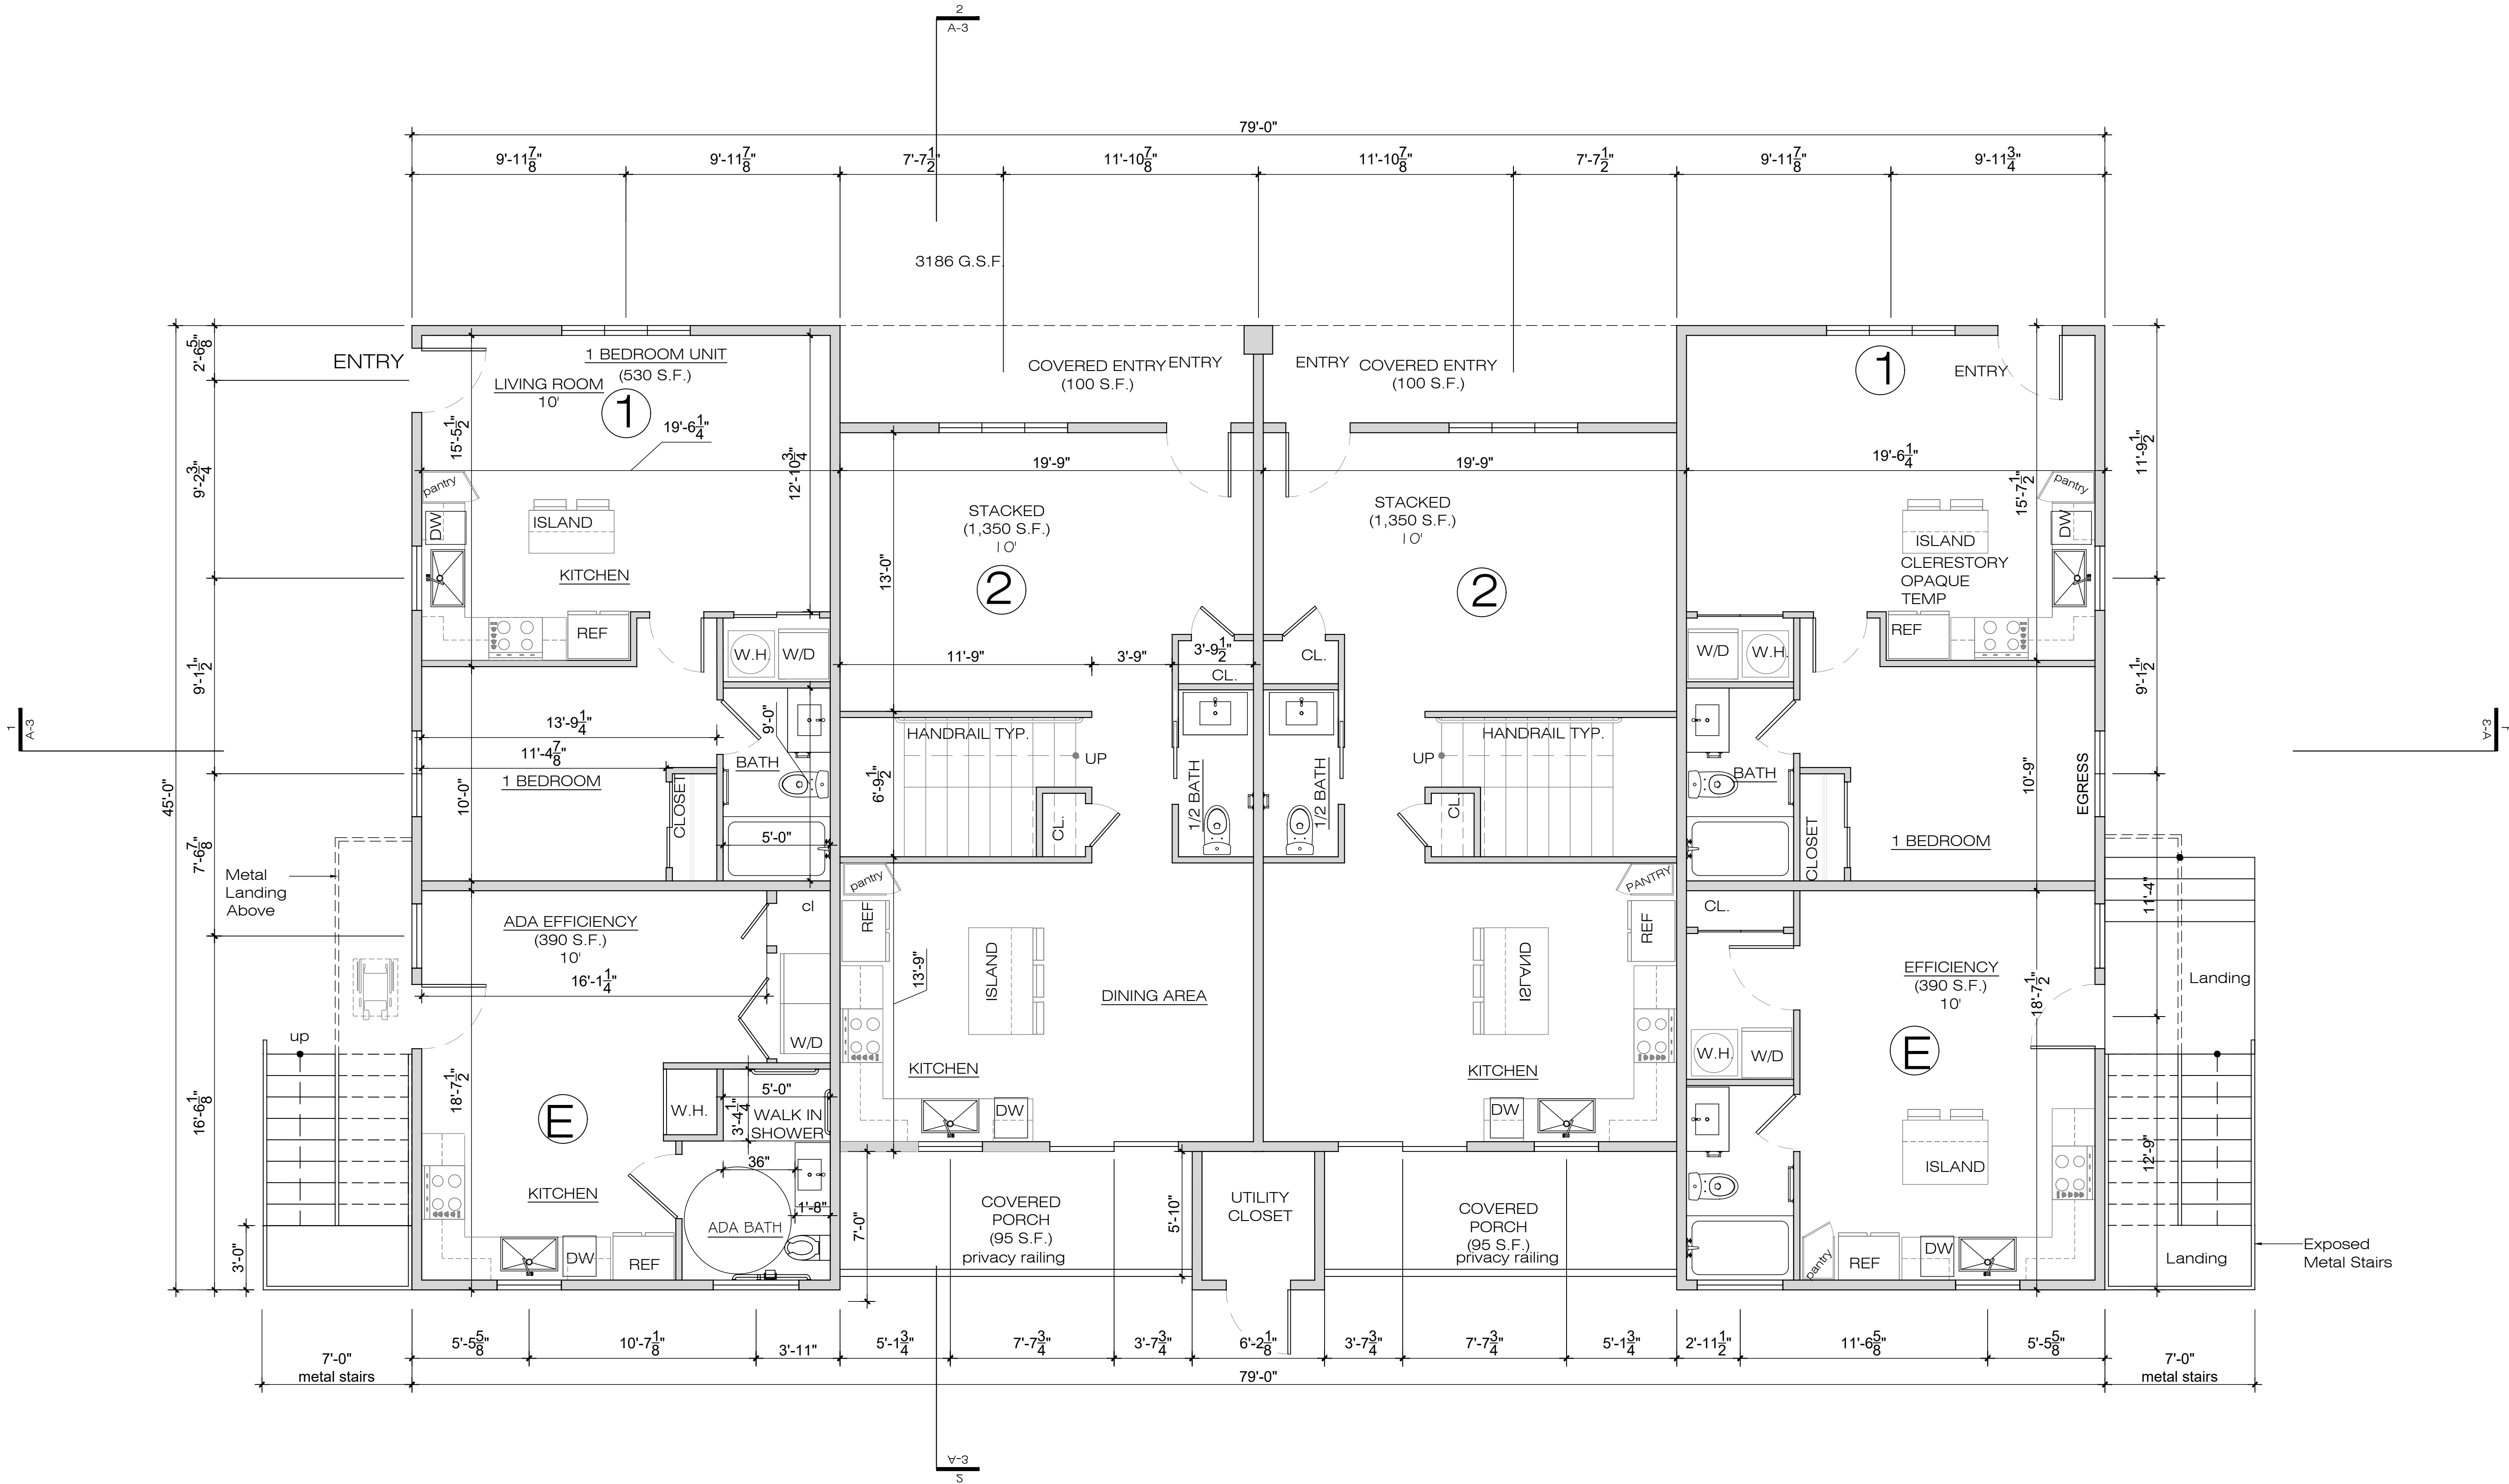 2
A-3
79'-0"
9'-11 7/8"
9'-11 7/8"
7'-7 1/2"
11'-10 7/8"
11'-10 7/8"
7'-7 1/2"
9'-11 7/8"
9'-11 3/4"
3186 G.S.F.
45'-0"
2'-6 5/8"
9'-2 3/4"
9'-1 1/2"
7'-6 7/8"
16'-6 1/8"
3'-0"
1
A-3
ENTRY
1 BEDROOM UNIT
(530 S.F.)
LIVING ROOM
10'
1
15'-5 1/2"
19'-6 1/4"
12'-10 3/4"
pantry
DW
ISLAND
KITCHEN
REF
W.H
W/D
13'-9 1/4"
11'-4 7/8"
1 BEDROOM
10'-0"
CLOSET
9'-0"
BATH
5'-0"
Metal
Landing
Above
up
ADA EFFICIENCY
(390 S.F.)
10'
16'-1 1/4"
cl
W/D
18'-7 1/2"
E
W.H.
5'-0"
3'-4 1/4"
WALK IN
SHOWER
36"
1'-8"
ADA BATH
KITCHEN
DW
REF
COVERED ENTRY
(100 S.F.)
ENTRY
19'-9"
STACKED
(1,350 S.F.)
10'
2
13'-0"
11'-9"
3'-9"
3'-9 1/2"
CL.
HANDRAIL TYP.
UP
6'-9 1/2"
CL.
1/2 BATH
pantry
REF
13'-9"
ISLAND
DINING AREA
KITCHEN
DW
COVERED
PORCH
(95 S.F.)
privacy railing
7'-0"
5'-10"
UTILITY
CLOSET
ENTRY
COVERED ENTRY
(100 S.F.)
19'-9"
STACKED
(1,350 S.F.)
10'
2
CL.
HANDRAIL TYP.
UP
CL.
1/2 BATH
PANTRY
REF
ISLAND
KITCHEN
DW
COVERED
PORCH
(95 S.F.)
privacy railing
1
ENTRY
19'-6 1/4"
15'-7 1/2"
pantry
DW
ISLAND
CLERESTORY
OPAQUE
TEMP
REF
W/D
W.H.
BATH
CLOSET
1 BEDROOM
10'-9"
EGRESS
CL.
EFFICIENCY
(390 S.F.)
10'
18'-7 1/2"
E
W.H.
W/D
ISLAND
pantry
REF
DW
11'-9 1/2"
9'-1 1/2"
11'-4"
12'-9"
Landing
Landing
Exposed
Metal Stairs
1
A-3
7'-0"
metal stairs
5'-5 5/8"
10'-7 1/8"
3'-11"
5'-1 3/4"
7'-7 3/4"
3'-7 3/4"
6'-2 1/8"
3'-7 3/4"
7'-7 3/4"
5'-1 3/4"
2'-11 1/2"
11'-6 5/8"
5'-5 5/8"
7'-0"
metal stairs
79'-0"
A-3
2